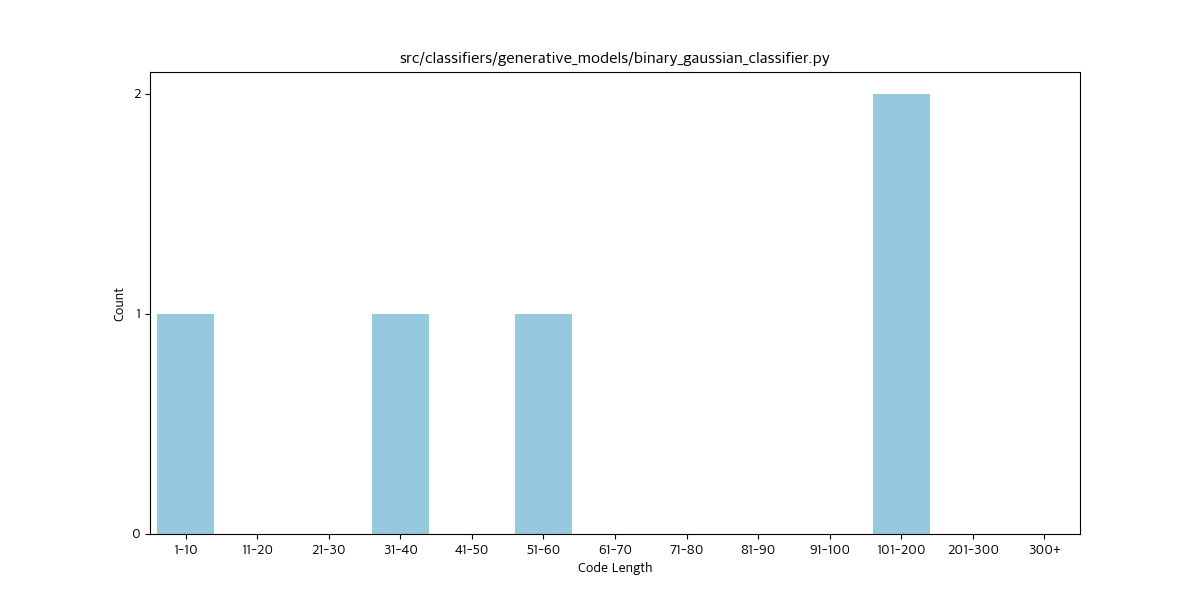 src/classifiers/generative_models/binary_gaussian_classifier.py
Count
2
1
0
1-10 11-20 21-30 31-40 41-50 51-60 61-70 71-80 81-90 91-100 101-200 201-300 300+
Code Length